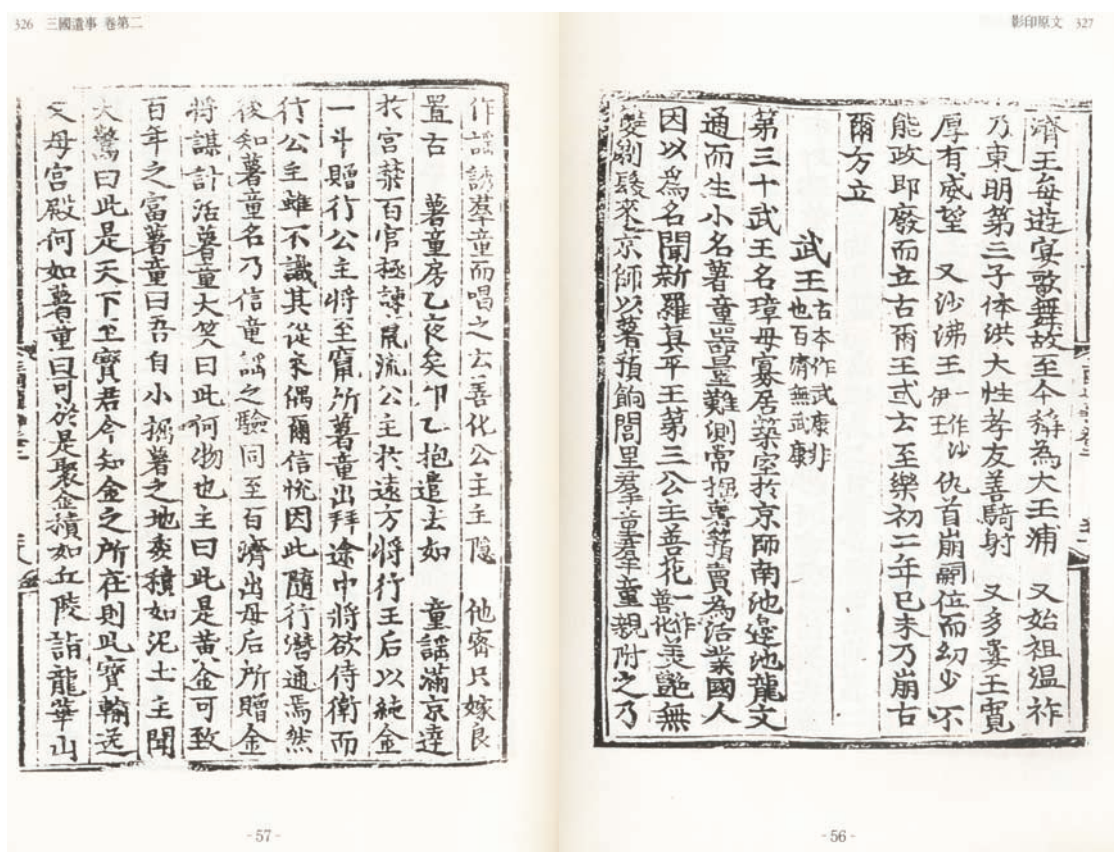 326 三國遺事 卷第二
影印原文 327
濟王每遊宴歌舞故至今稱為大王浦 又始祖温祚
乃東明第三子体洪大性孝友善騎射 又多婁王寬
厚有威望 又沙沸王一作沙伊王仇首崩嗣位而幼少不
能政即廢而立古爾王或云至樂初二年巳未乃崩古
爾方立
武王古本作武康非也百濟無武康
第三十武王名璋母寡居築室於京師南池邊池龍文
通而生小名薯童器量難測常掘薯蕷賣為活業國人
因以爲名聞新羅真平王第三公主善花一作善化美艷無
雙剃髮來京師以薯蕷餉閭里羣童羣童親附之乃
作謡誘羣童而唱之云善化公主主隱 他密只嫁良
置古 薯童房乙夜矣卯乙抱遣去如 童謡滿京達
於宫禁百官極諫竄流公主於遠方將行王后以純金
一斗贈行公主將至竄所薯童出拜途中將欲侍衛而
行公主雖不識其從來偶爾信悅因此隨行潜通焉然
後知薯童名乃信童謡之驗同至百濟出母后所贈金
將謀計活薯童大笑曰此何物也主曰此是黄金可致
百年之富薯童曰吾自小掘薯之地委積如泥土主聞
大驚曰此是天下至寳君今知金之所在則此寳輸送
父母宫殿何如薯童曰可於是聚金積如丘陵詣龍華山
- 57 -
- 56 -